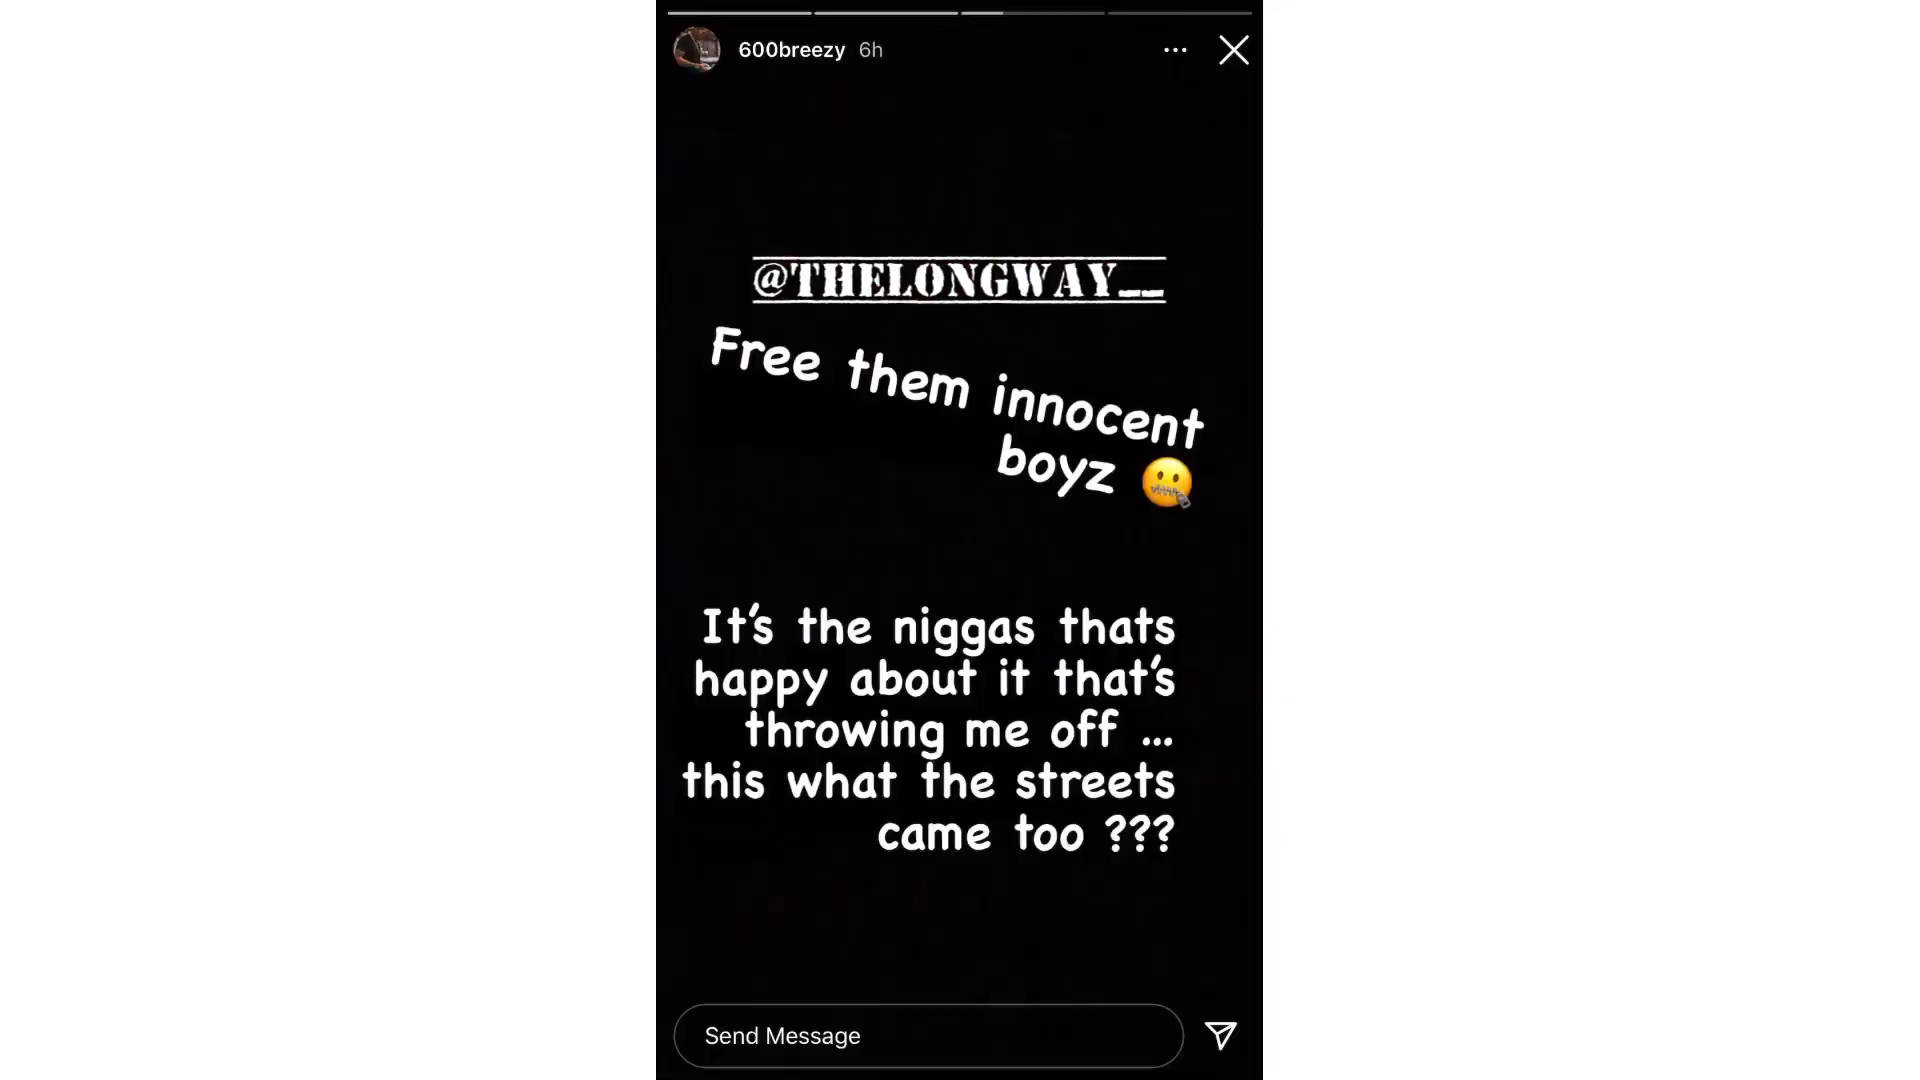 600breezy 6h
@THELONGWAY__
Free them innocent
boyz 🤐
It's the niggas thats
happy about it that's
throwing me off ...
this what the streets
came too ???
Send Message